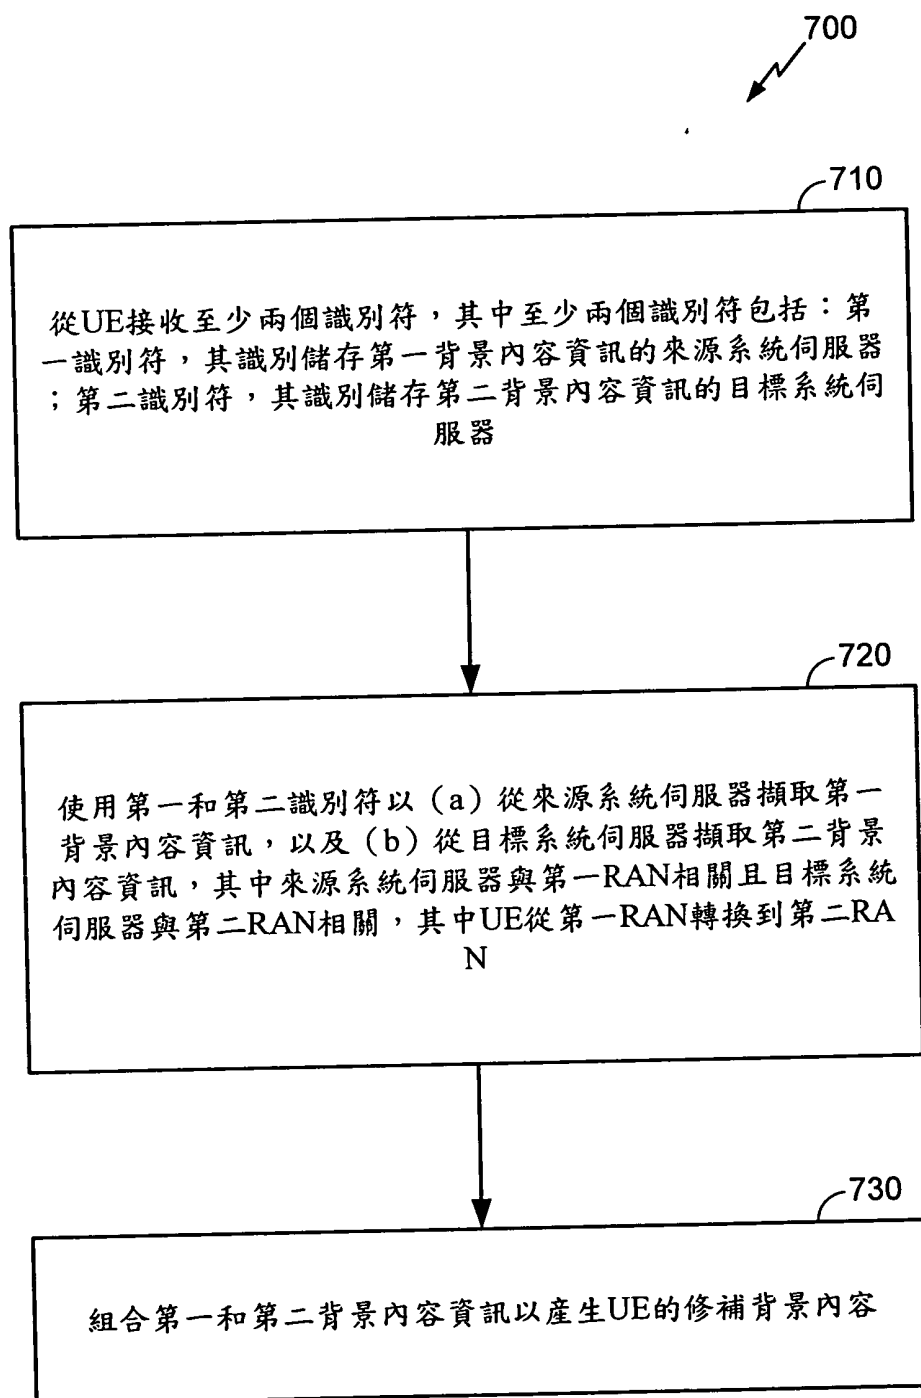 700
710
從UE接收至少兩個識別符，其中至少兩個識別符包括：第
一識別符，其識別儲存第一背景內容資訊的來源系統伺服器
；第二識別符，其識別儲存第二背景內容資訊的目標系統伺
服器
720
使用第一和第二識別符以（a）從來源系統伺服器擷取第一
背景內容資訊，以及（b）從目標系統伺服器擷取第二背景
內容資訊，其中來源系統伺服器與第一RAN相關且目標系統
伺服器與第二RAN相關，其中UE從第一RAN轉換到第二RA
N
730
組合第一和第二背景內容資訊以產生UE的修補背景內容